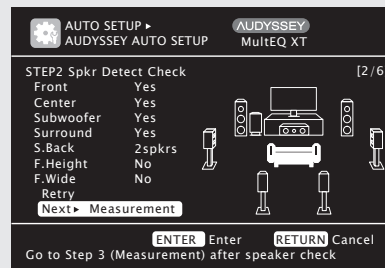 AUTO SETUP ▸
AUDYSSEY AUTO SETUP
AUDYSSEY
MultEQ XT
STEP2 Spkr Detect Check [2/6]
Front Yes
Center Yes
Subwoofer Yes
Surround Yes
S.Back 2spkrs
F.Height No
F.Wide No
Retry
Next▸ Measurement
ENTER Enter RETURN Cancel
Go to Step 3 (Measurement) after speaker check